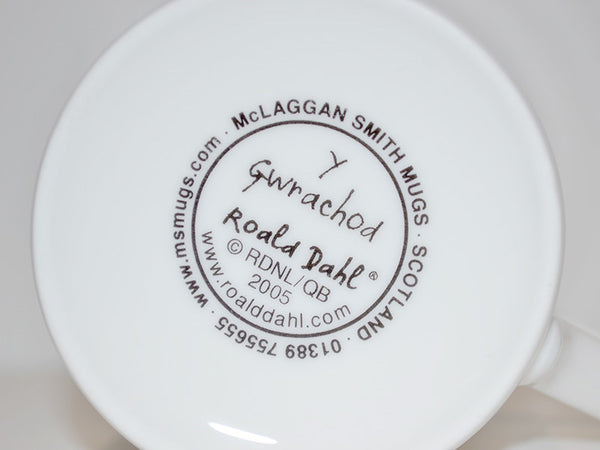 McLAGGAN SMITH MUGS · SCOTLAND · 01389 755655 · www.msmugs.com ·
Y
Gwrachod
Roald Dahl ®
© RDNL/QB
2005
www.roalddahl.com